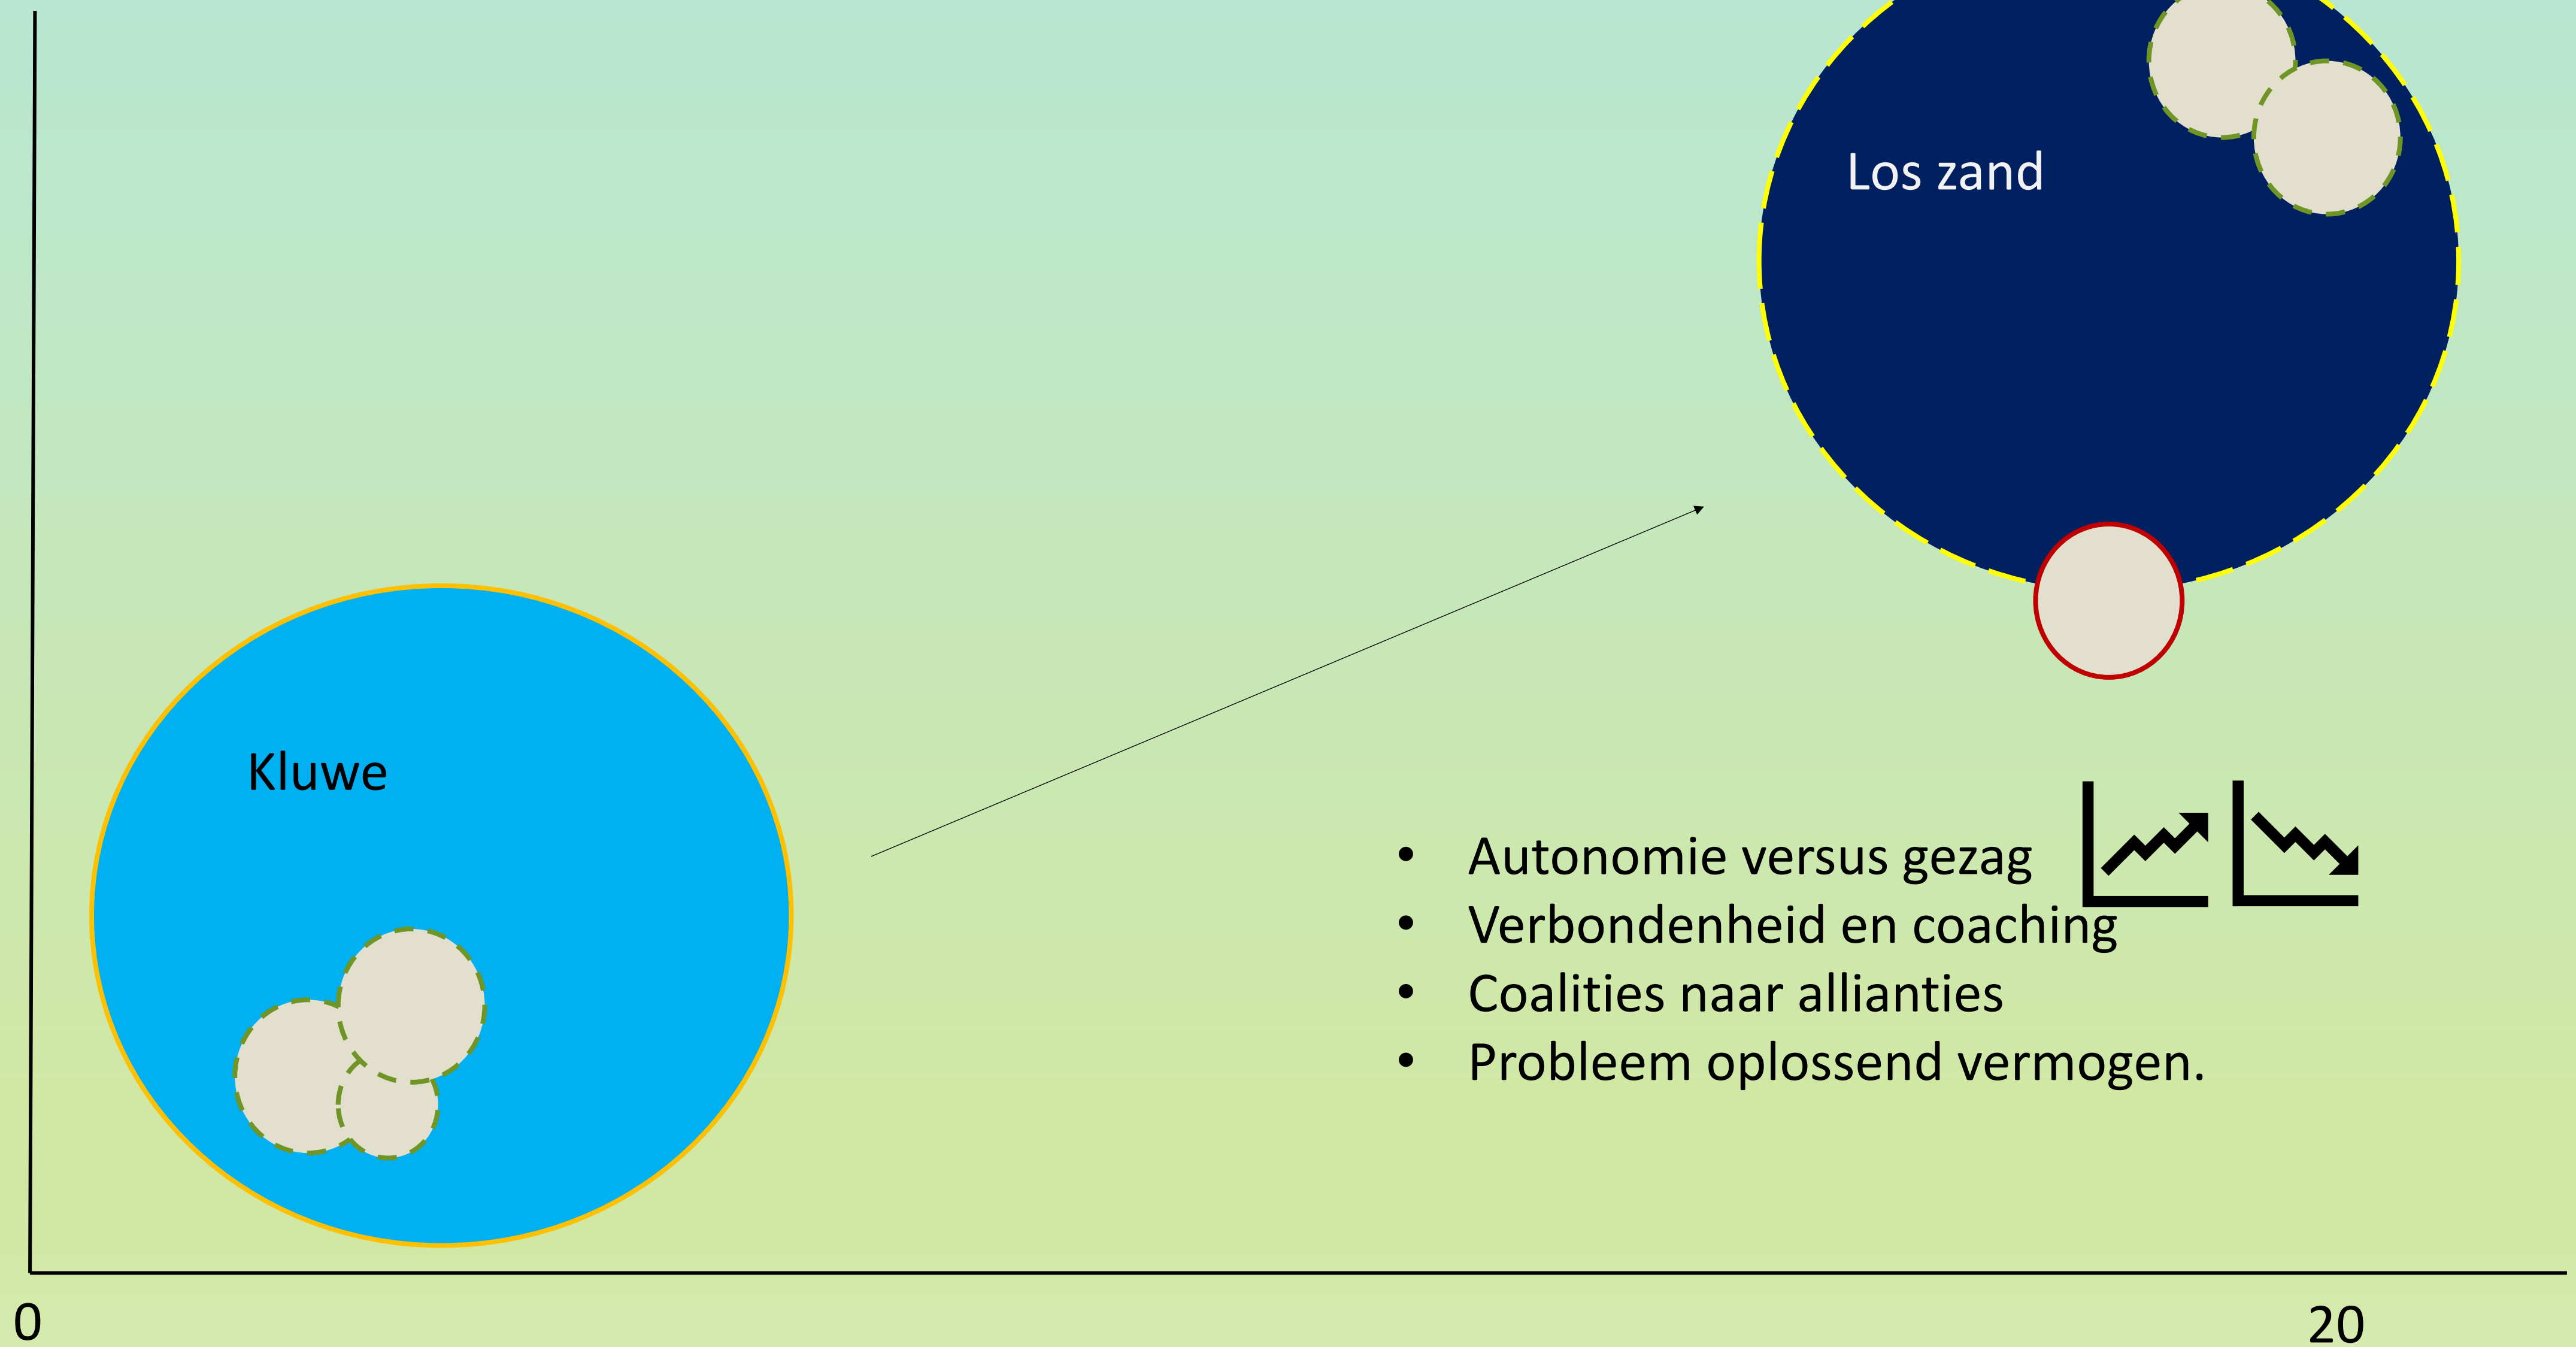 Los zand
Kluwe
• Autonomie versus gezag
• Verbondenheid en coaching
• Coalities naar allianties
• Probleem oplossend vermogen.
0
20